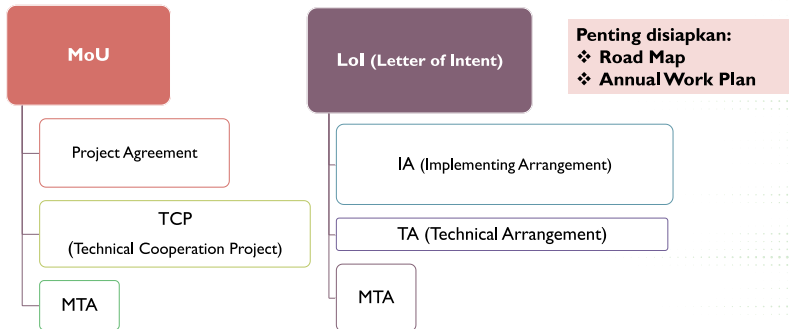 MoU
Project Agreement
TCP
(Technical Cooperation Project)
MTA
LoI (Letter of Intent)
IA (Implementing Arrangement)
TA (Technical Arrangement)
MTA
Penting disiapkan:
❖ Road Map
❖ Annual Work Plan